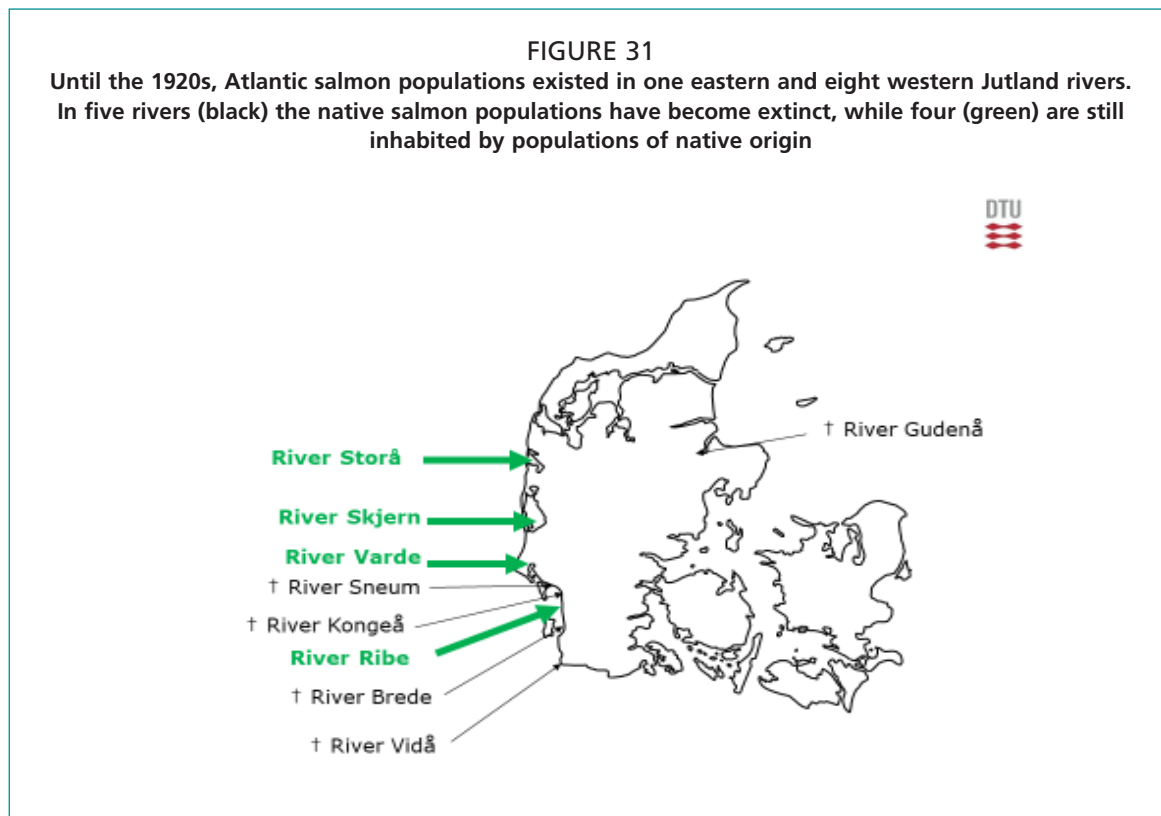 FIGURE 31
Until the 1920s, Atlantic salmon populations existed in one eastern and eight western Jutland rivers.
In five rivers (black) the native salmon populations have become extinct, while four (green) are still
inhabited by populations of native origin
DTU
† River Gudenå
River Storå
River Skjern
River Varde
† River Sneum
† River Kongeå
River Ribe
† River Brede
† River Vidå